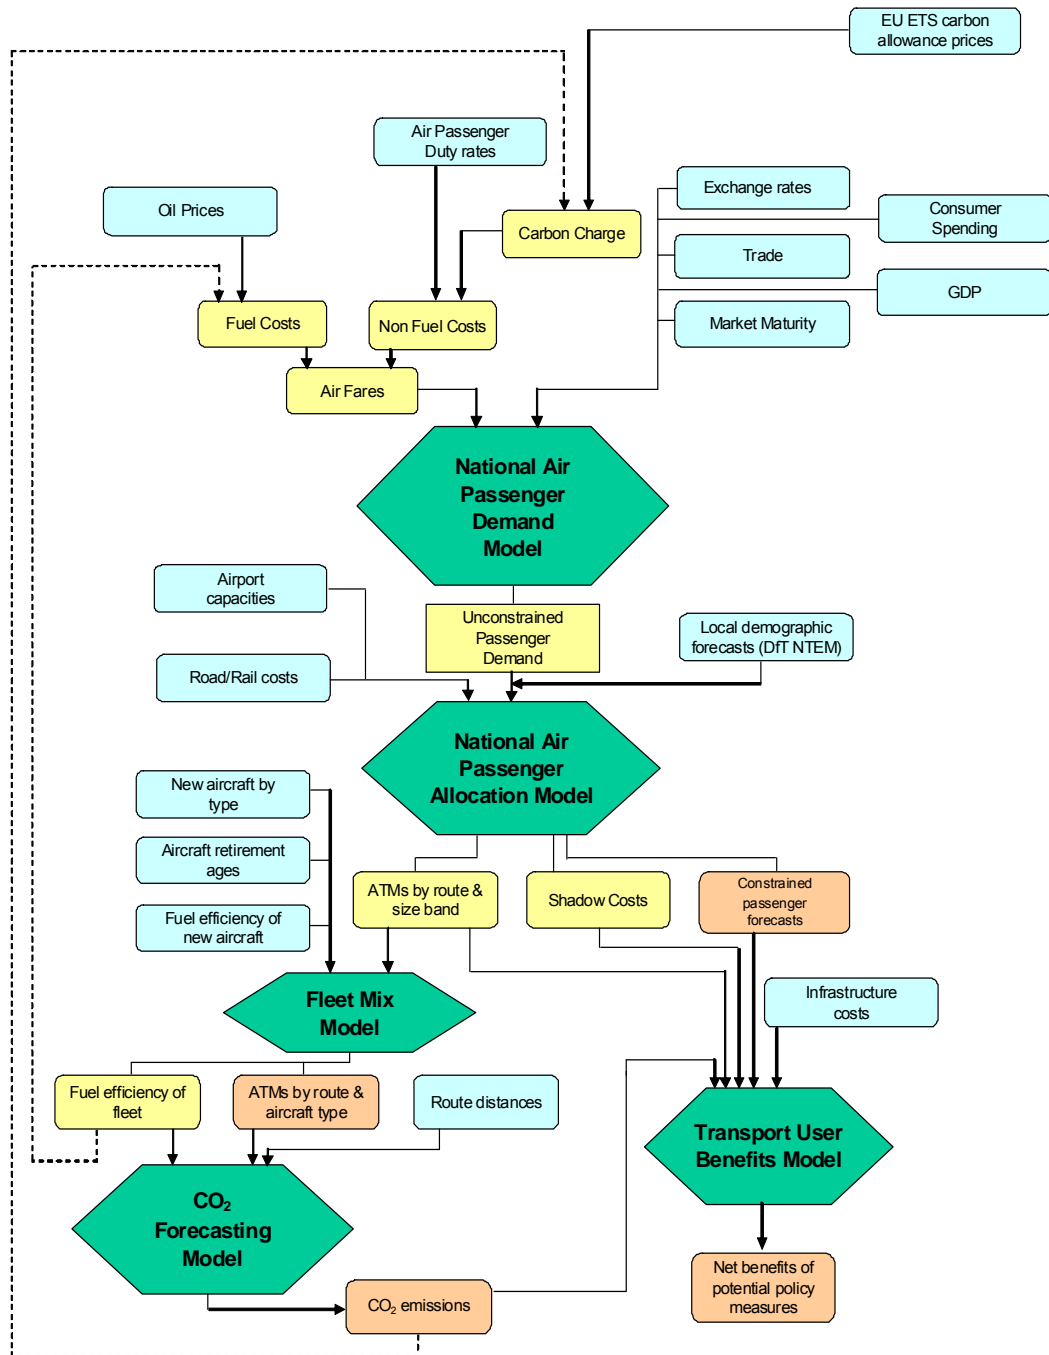 EU ETS carbon
allowance prices
Air Passenger
Duty rates
Exchange rates
Oil Prices
Consumer
Spending
Carbon Charge
Trade
GDP
Fuel Costs
Non Fuel Costs
Market Maturity
Air Fares
National Air
Passenger
Demand
Model
Airport
capacities
Unconstrained
Passenger
Demand
Local demographic
forecasts (DfT NTEM)
Road/Rail costs
National Air
Passenger
Allocation Model
New aircraft by
type
Aircraft retirement
ages
Fuel efficiency of
new aircraft
ATMs by route &
size band
Shadow Costs
Constrained
passenger
forecasts
Fleet Mix
Model
Infrastructure
costs
Fuel efficiency of
fleet
ATMs by route &
aircraft type
Route distances
Transport User
Benefits Model
CO₂
Forecasting
Model
CO₂ emissions
Net benefits of
potential policy
measures